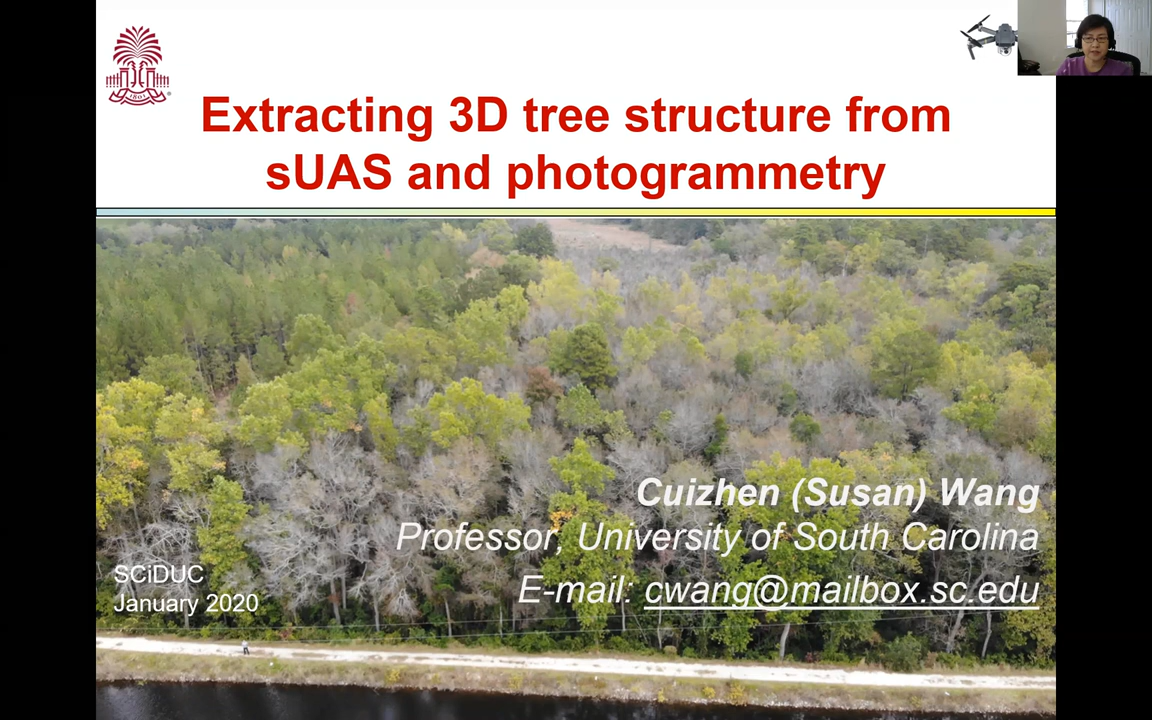 Extracting 3D tree structure from
sUAS and photogrammetry
Cuizhen (Susan) Wang
Professor, University of South Carolina
E-mail: cwang@mailbox.sc.edu
SCiDUC
January 2020
1801